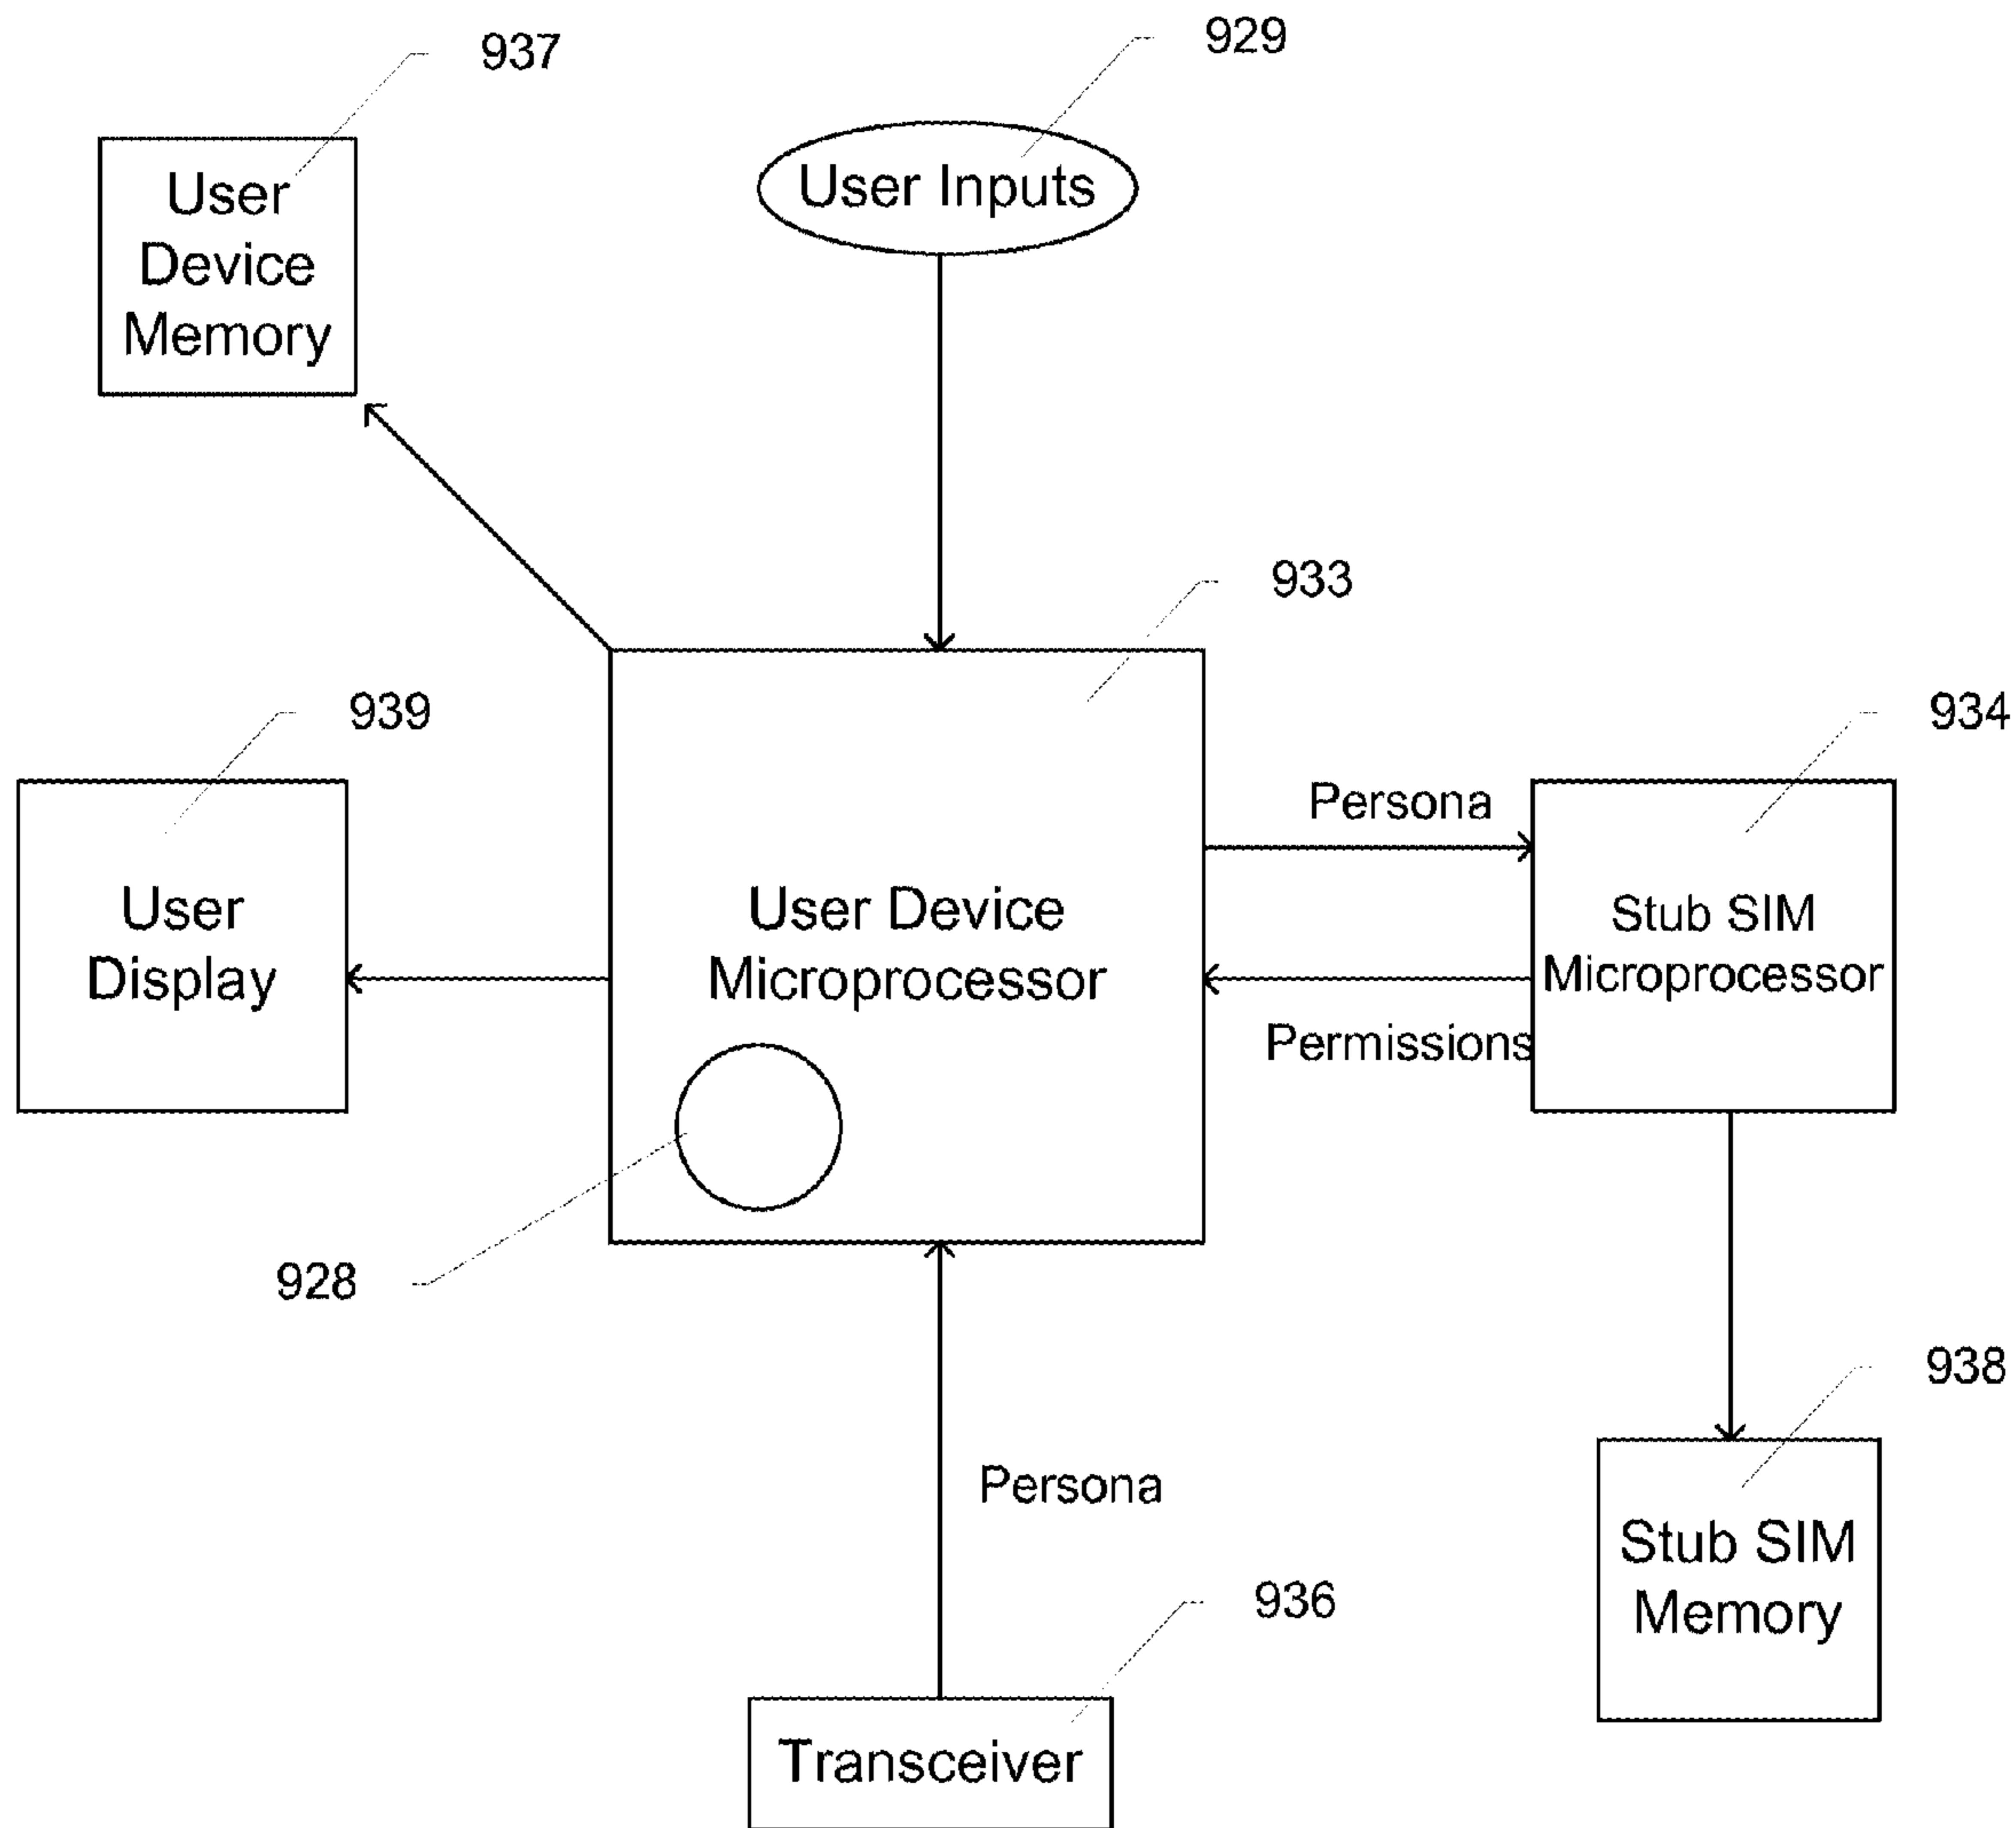 937
929
User
Device
Memory
User Inputs
933
939
934
Persona
User
Display
User Device
Microprocessor
Stub SIM
Microprocessor
Permissions
928
938
Persona
Stub SIM
Memory
936
Transceiver